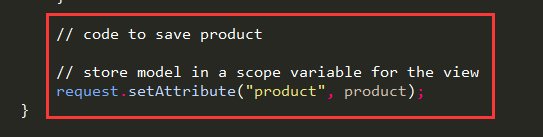 }
// code to save product
// store model in a scope variable for the view
request.setAttribute("product", product);
}